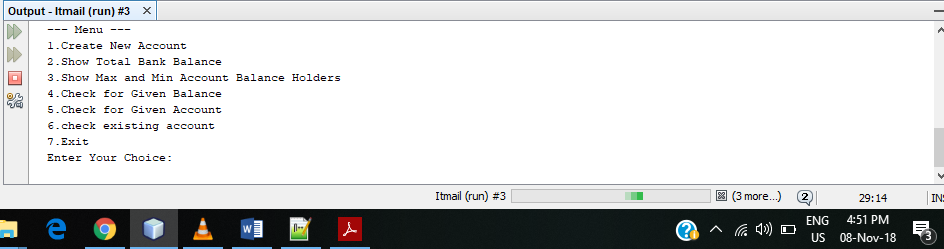 Output - Itmail (run) #3 ×
--- Menu ---
1.Create New Account
2.Show Total Bank Balance
3.Show Max and Min Account Balance Holders
4.Check for Given Balance
5.Check for Given Account
6.check existing account
7.Exit
Enter Your Choice:
Itmail (run) #3 (3 more...) 2 29:14 INS
ENG 4:51 PM
US 08-Nov-18 3